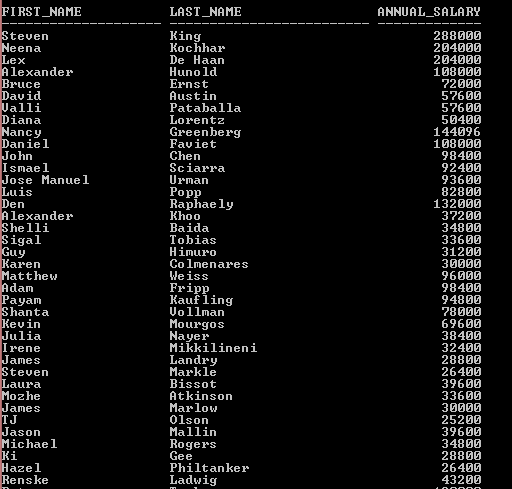 FIRST_NAME LAST_NAME ANNUAL_SALARY
Steven King 288000
Neena Kochhar 204000
Lex De Haan 204000
Alexander Hunold 108000
Bruce Ernst 72000
David Austin 57600
Valli Pataballa 57600
Diana Lorentz 50400
Nancy Greenberg 144096
Daniel Faviet 108000
John Chen 98400
Ismael Sciarra 92400
Jose Manuel Urman 93600
Luis Popp 82800
Den Raphaely 132000
Alexander Khoo 37200
Shelli Baida 34800
Sigal Tobias 33600
Guy Himuro 31200
Karen Colmenares 30000
Matthew Weiss 96000
Adam Fripp 98400
Payam Kaufling 94800
Shanta Vollman 78000
Kevin Mourgos 69600
Julia Nayer 38400
Irene Mikkilineni 32400
James Landry 28800
Steven Markle 26400
Laura Bissot 39600
Mozhe Atkinson 33600
James Marlow 30000
TJ Olson 25200
Jason Mallin 39600
Michael Rogers 34800
Ki Gee 28800
Hazel Philtanker 26400
Renske Ladwig 43200